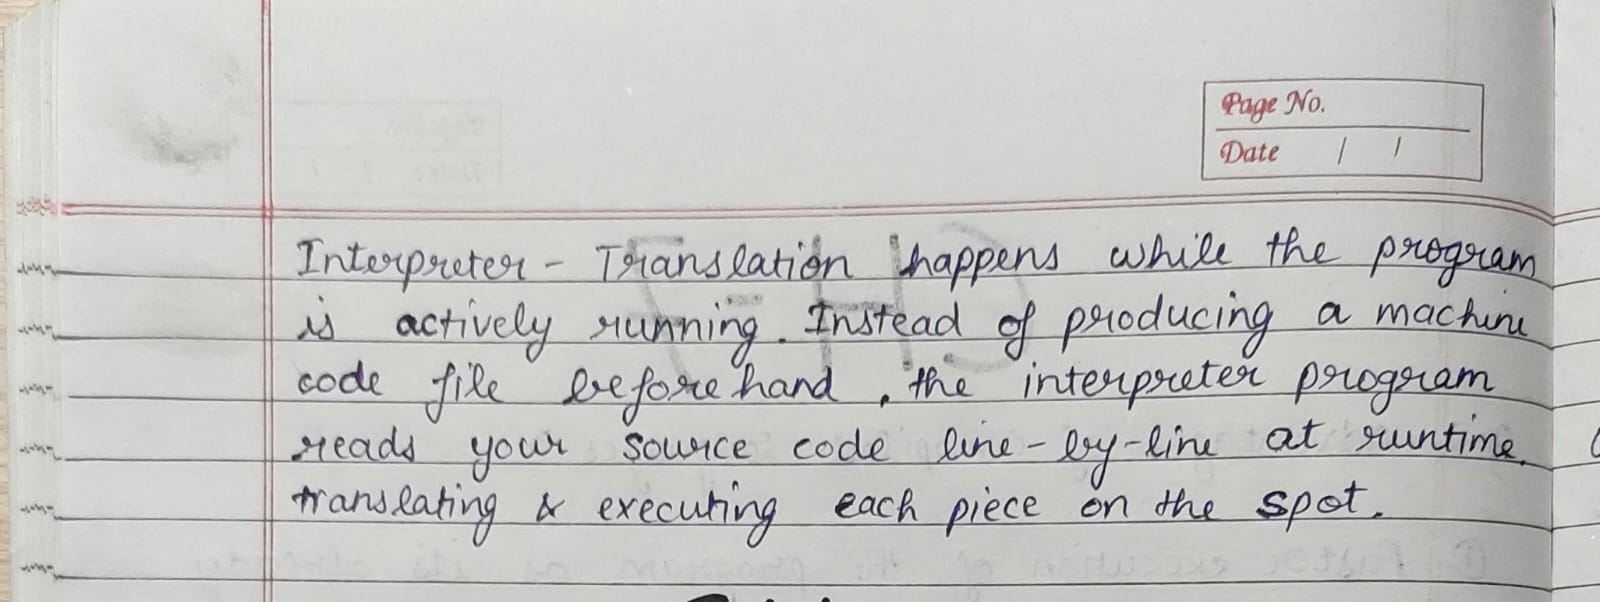 Page No.
Date / /
Interpreter - Translation happens while the program
is actively running. Instead of producing a machine
code file beforehand, the interpreter program
reads your source code line-by-line at runtime,
translating & executing each piece on the spot.